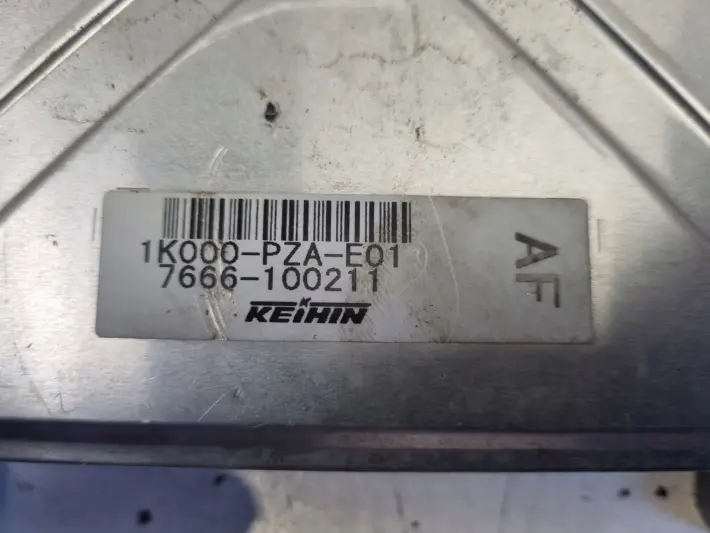 1K000-PZA-E01
7666-100211
KEIHIN
AF